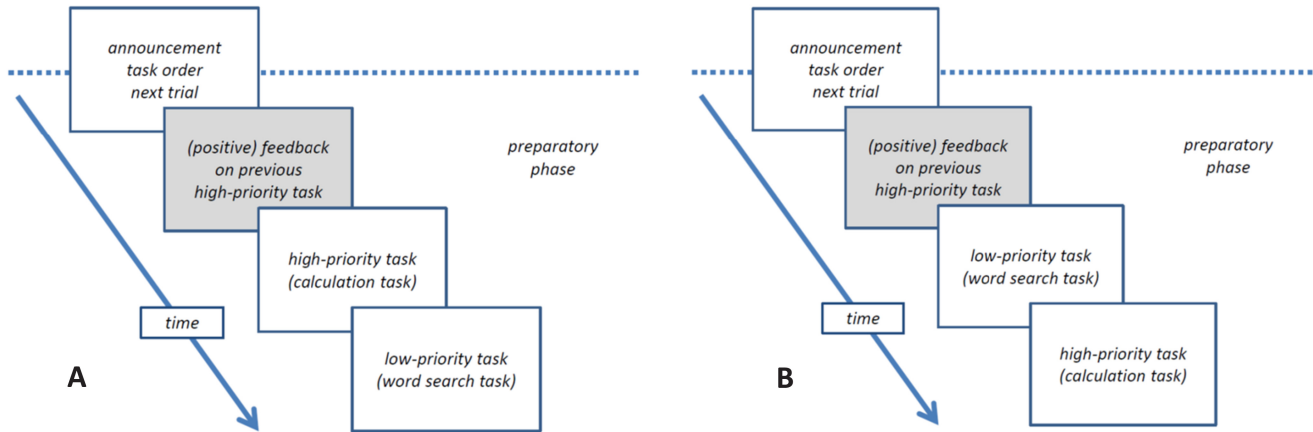 announcement
task order
next trial
(positive) feedback
on previous
high-priority task
preparatory
phase
high-priority task
(calculation task)
time
low-priority task
(word search task)
A
announcement
task order
next trial
(positive) feedback
on previous
high-priority task
preparatory
phase
low-priority task
(word search task)
time
high-priority task
(calculation task)
B